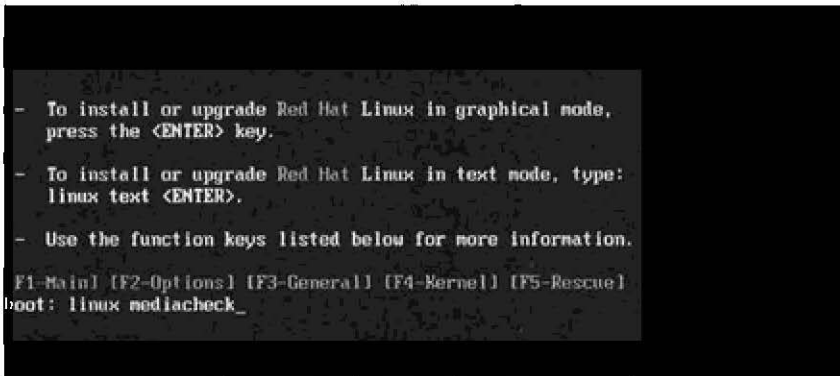 - To install or upgrade Red Hat Linux in graphical mode,
press the <ENTER> key.
- To install or upgrade Red Hat Linux in text mode, type:
linux text <ENTER>.
- Use the function keys listed below for more information.
F1-Main] [F2-Options] [F3-General] [F4-Kernel] [F5-Rescue]
boot: linux mediacheck_